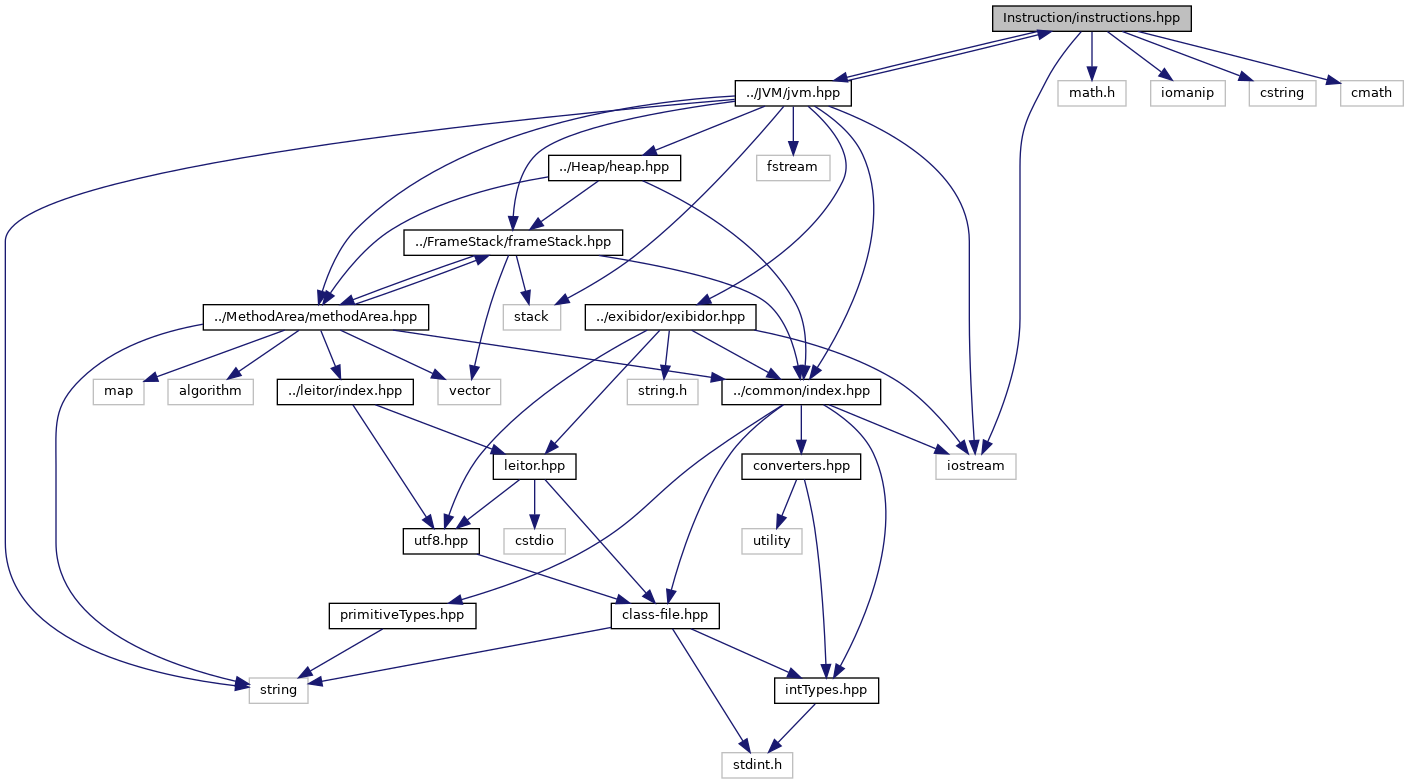 Instruction/instructions.hpp
../JVM/jvm.hpp
math.h
iomanip
cstring
cmath
../Heap/heap.hpp
fstream
../FrameStack/frameStack.hpp
../MethodArea/methodArea.hpp
stack
../exibidor/exibidor.hpp
map
algorithm
../leitor/index.hpp
vector
string.h
../common/index.hpp
leitor.hpp
converters.hpp
iostream
utf8.hpp
cstdio
utility
primitiveTypes.hpp
class-file.hpp
string
intTypes.hpp
stdint.h